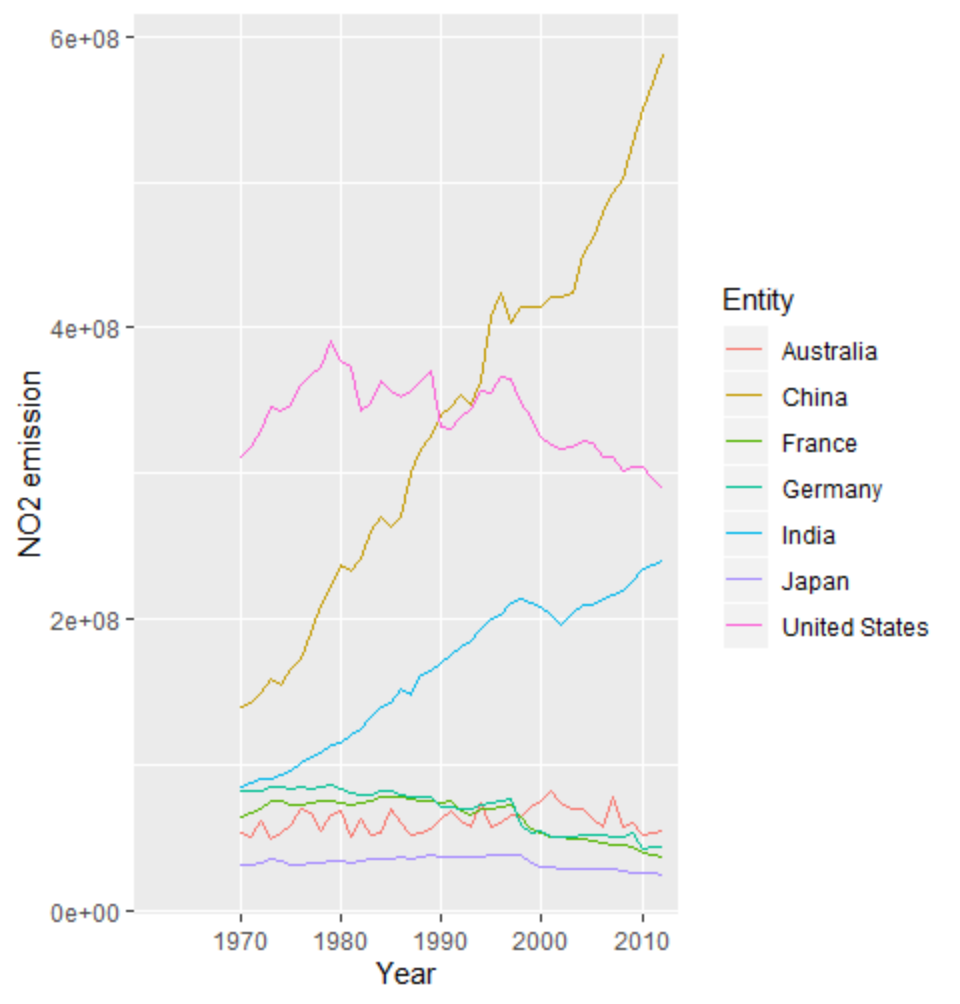 6e+08
4e+08
2e+08
0e+00
NO2 emission
1970 1980 1990 2000 2010
Year
Entity
Australia
China
France
Germany
India
Japan
United States